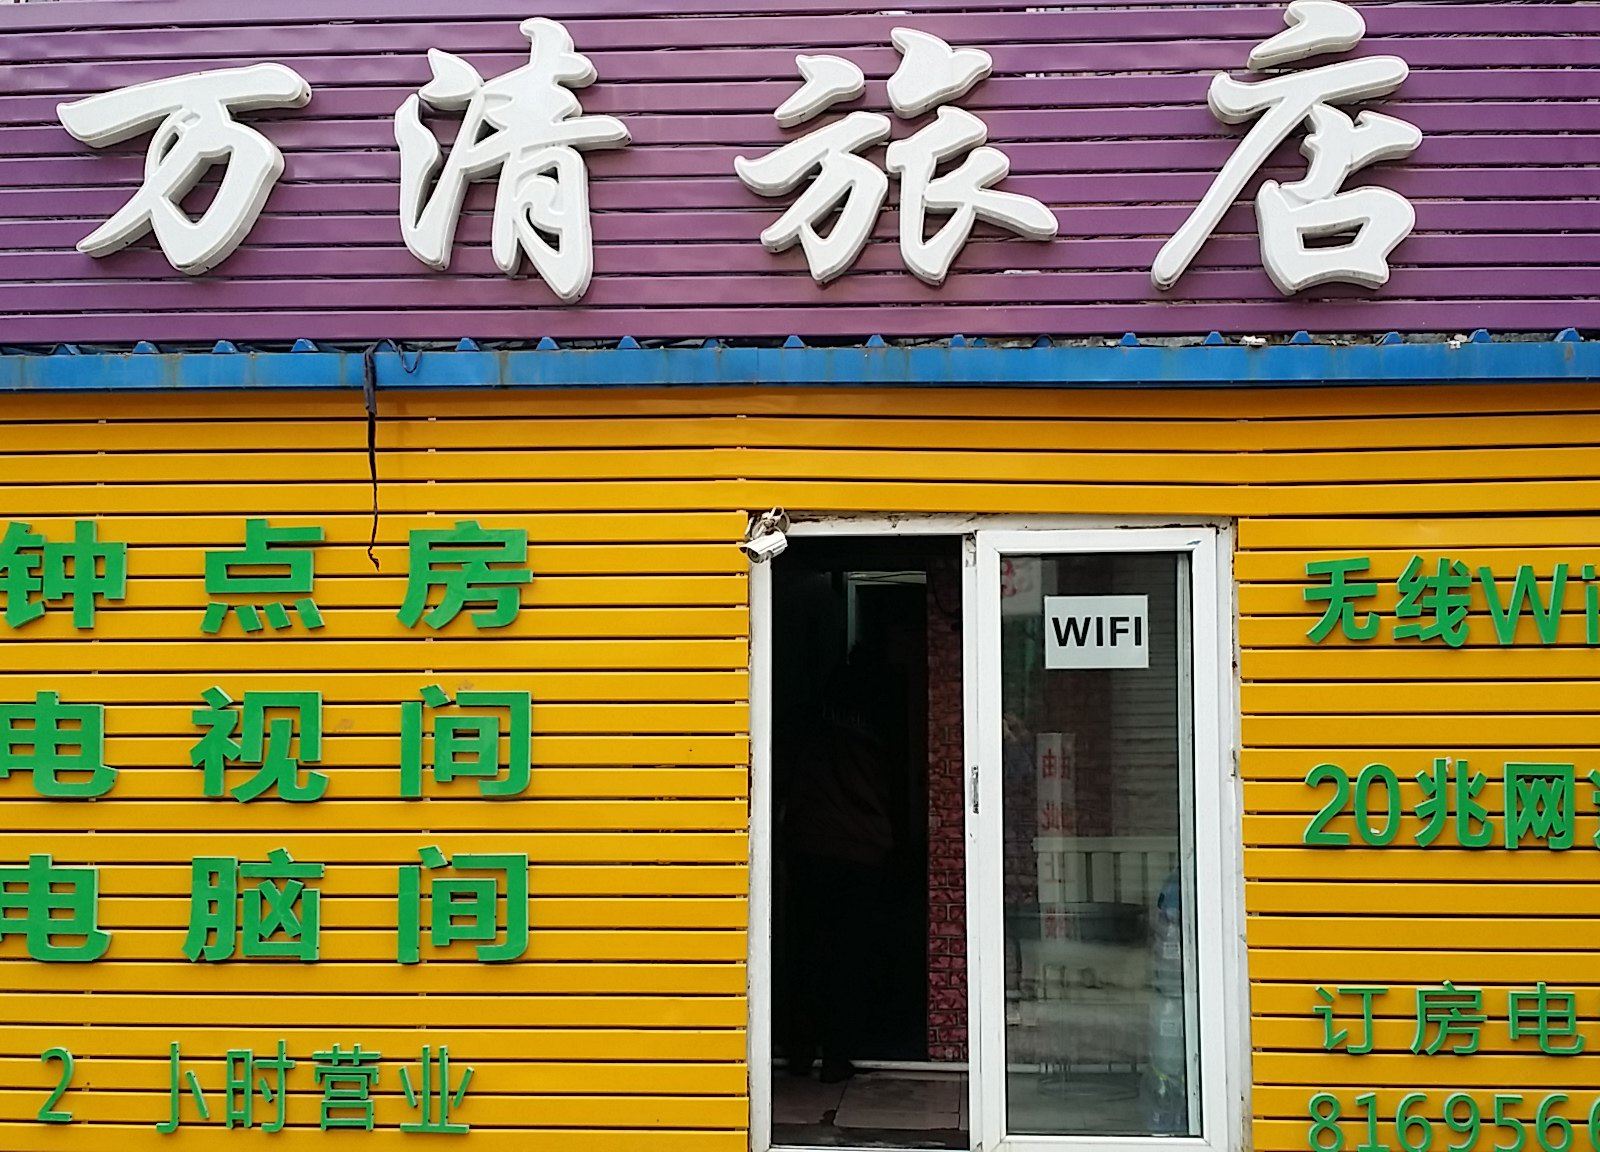 万清旅店
钟点房
电视间
电脑间
2 小时营业
WIFI
无线Wi
20兆网
订房电
8169566